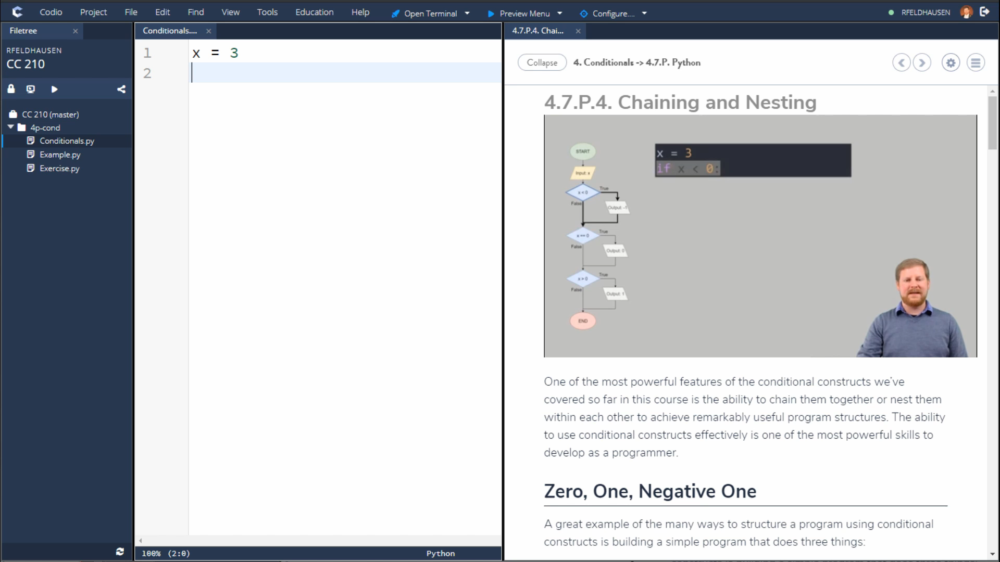 Codio Project File Edit Find View Tools Education Help Open Terminal Preview Menu Configure.... RFELDHAUSEN
Filetree
RFELDHAUSEN
CC 210
CC 210 (master)
4p-cond
Conditionals.py
Example.py
Exercise.py
Conditionals....
1 x = 3
2
100% (2:0) Python
4.7.P.4. Chai...
Collapse 4. Conditionals -> 4.7.P. Python
4.7.P.4. Chaining and Nesting
START
Input: x
x < 0
True
False
Output: -1
x == 0
True
False
Output: 0
x > 0
True
False
Output: 1
END
x = 3
if x < 0:
One of the most powerful features of the conditional constructs we've
covered so far in this course is the ability to chain them together or nest them
within each other to achieve remarkably useful program structures. The ability
to use conditional constructs effectively is one of the most powerful skills to
develop as a programmer.
Zero, One, Negative One
A great example of the many ways to structure a program using conditional
constructs is building a simple program that does three things: